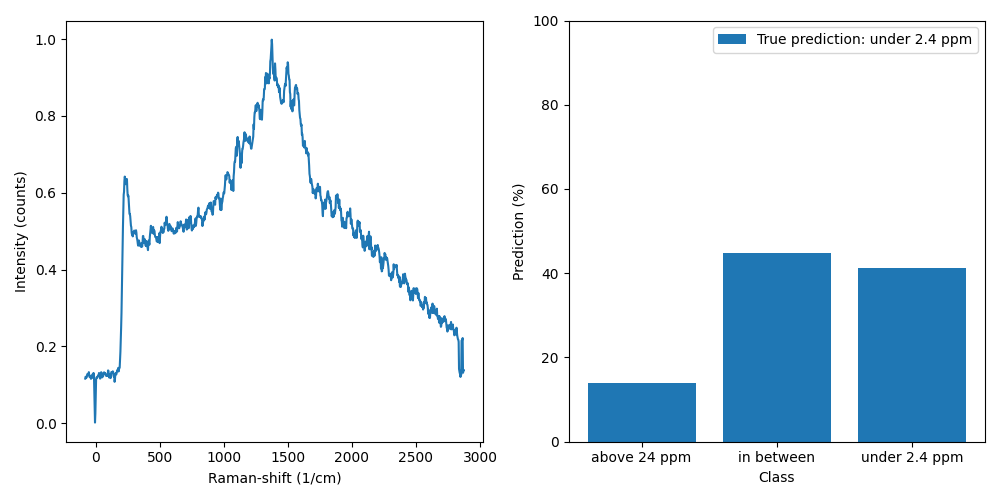 Intensity (counts)
1.0
0.8
0.6
0.4
0.2
0.0
0 500 1000 1500 2000 2500 3000
Raman-shift (1/cm)
Prediction (%)
100
80
60
40
20
0
True prediction: under 2.4 ppm
above 24 ppm in between under 2.4 ppm
Class